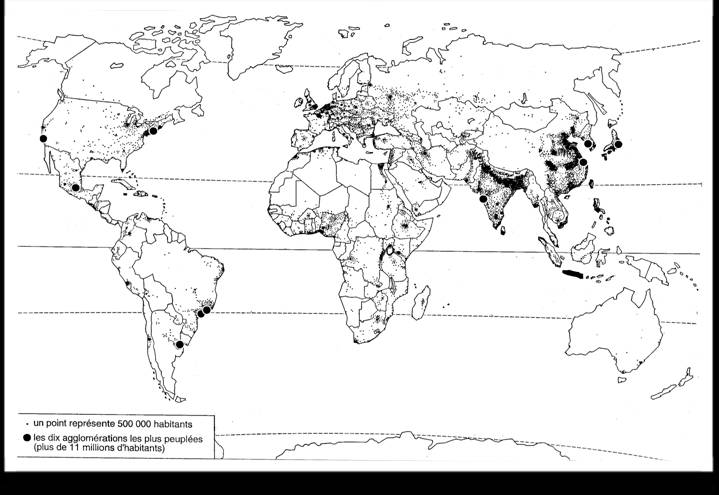 . un point représente 500 000 habitants
● les dix agglomérations les plus peuplées
(plus de 11 millions d'habitants)